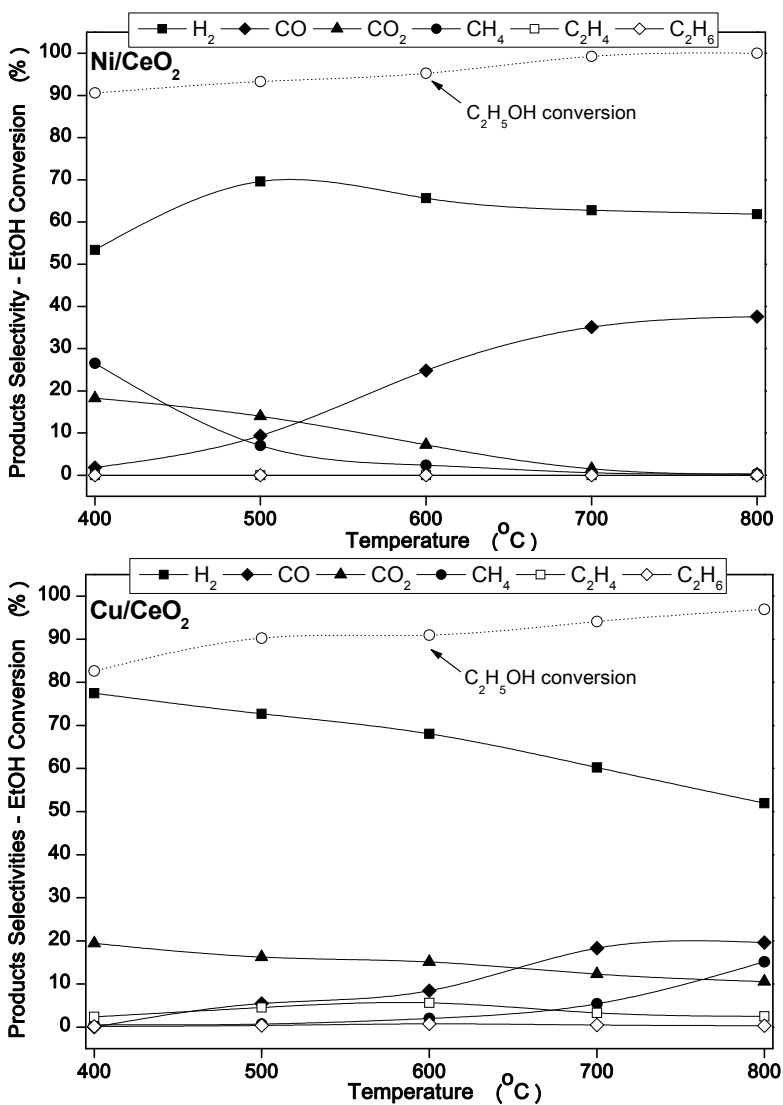 H2 CO CO2 CH4 C2H4 C2H6
100
Ni/CeO2
90
C2H5OH conversion
80
70
60
50
40
30
20
10
0
Products Selectivity - EtOH Conversion (%)
400 500 600 700 800
Temperature (oC)
H2 CO CO2 CH4 C2H4 C2H6
100
Cu/CeO2
90
C2H5OH conversion
80
70
60
50
40
30
20
10
0
Products Selectivities - EtOH Conversion (%)
400 500 600 700 800
Temperature (oC)